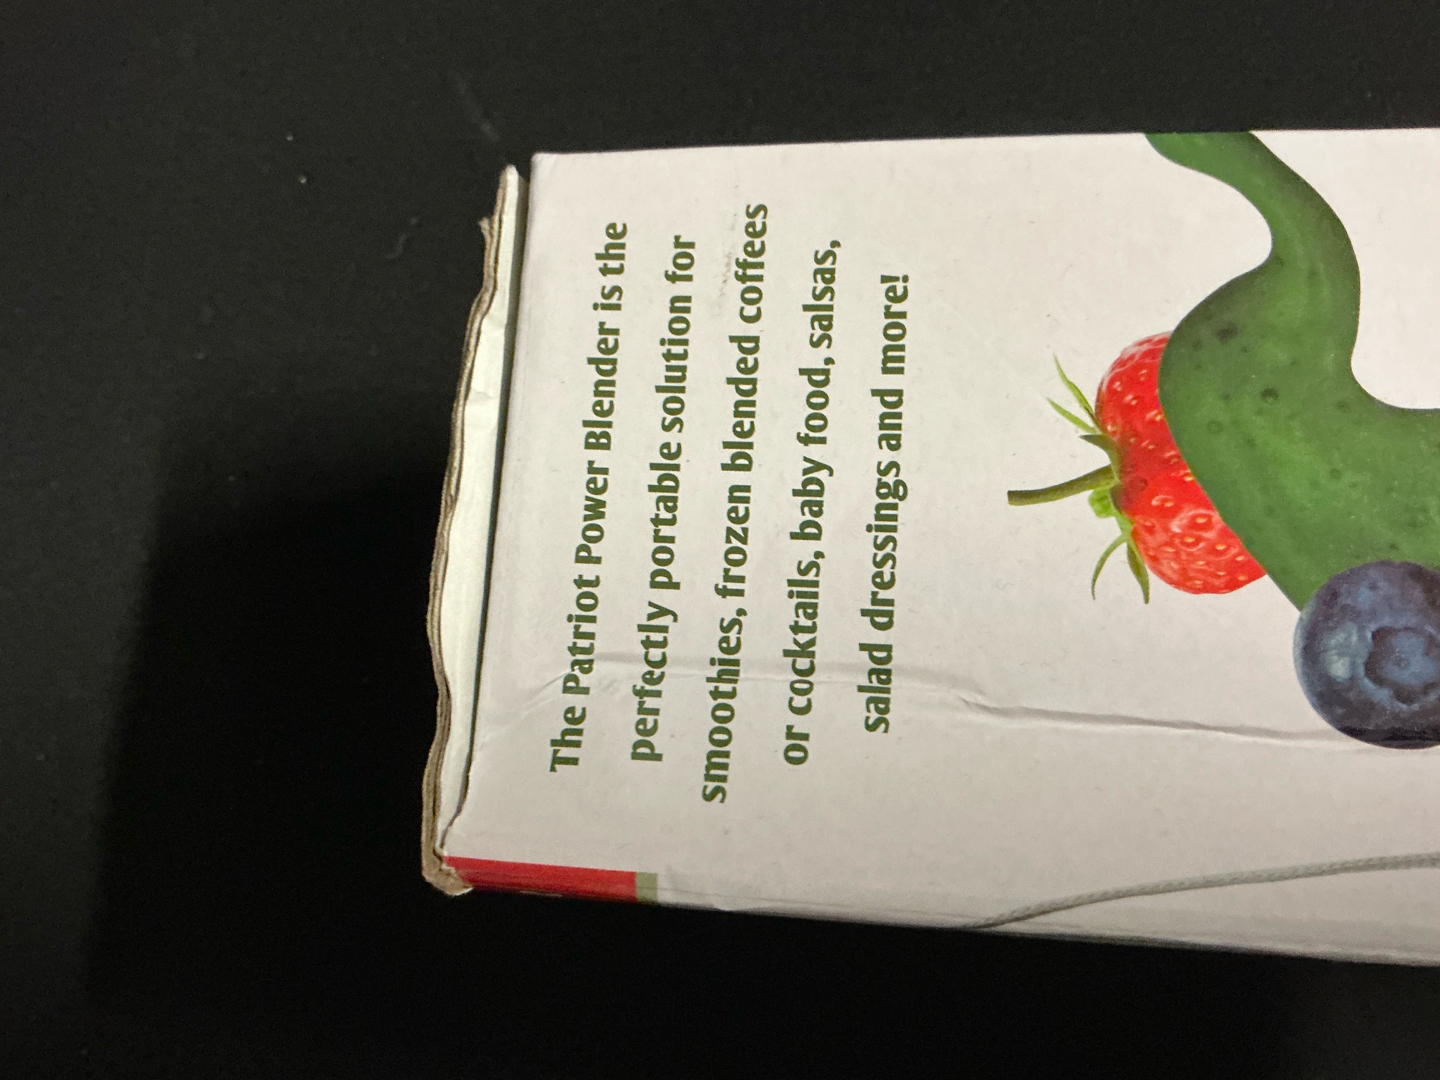 The Patriot Power Blender is the
perfectly portable solution for
smoothies, frozen blended coffees
or cocktails, baby food, salsas,
salad dressings and more!